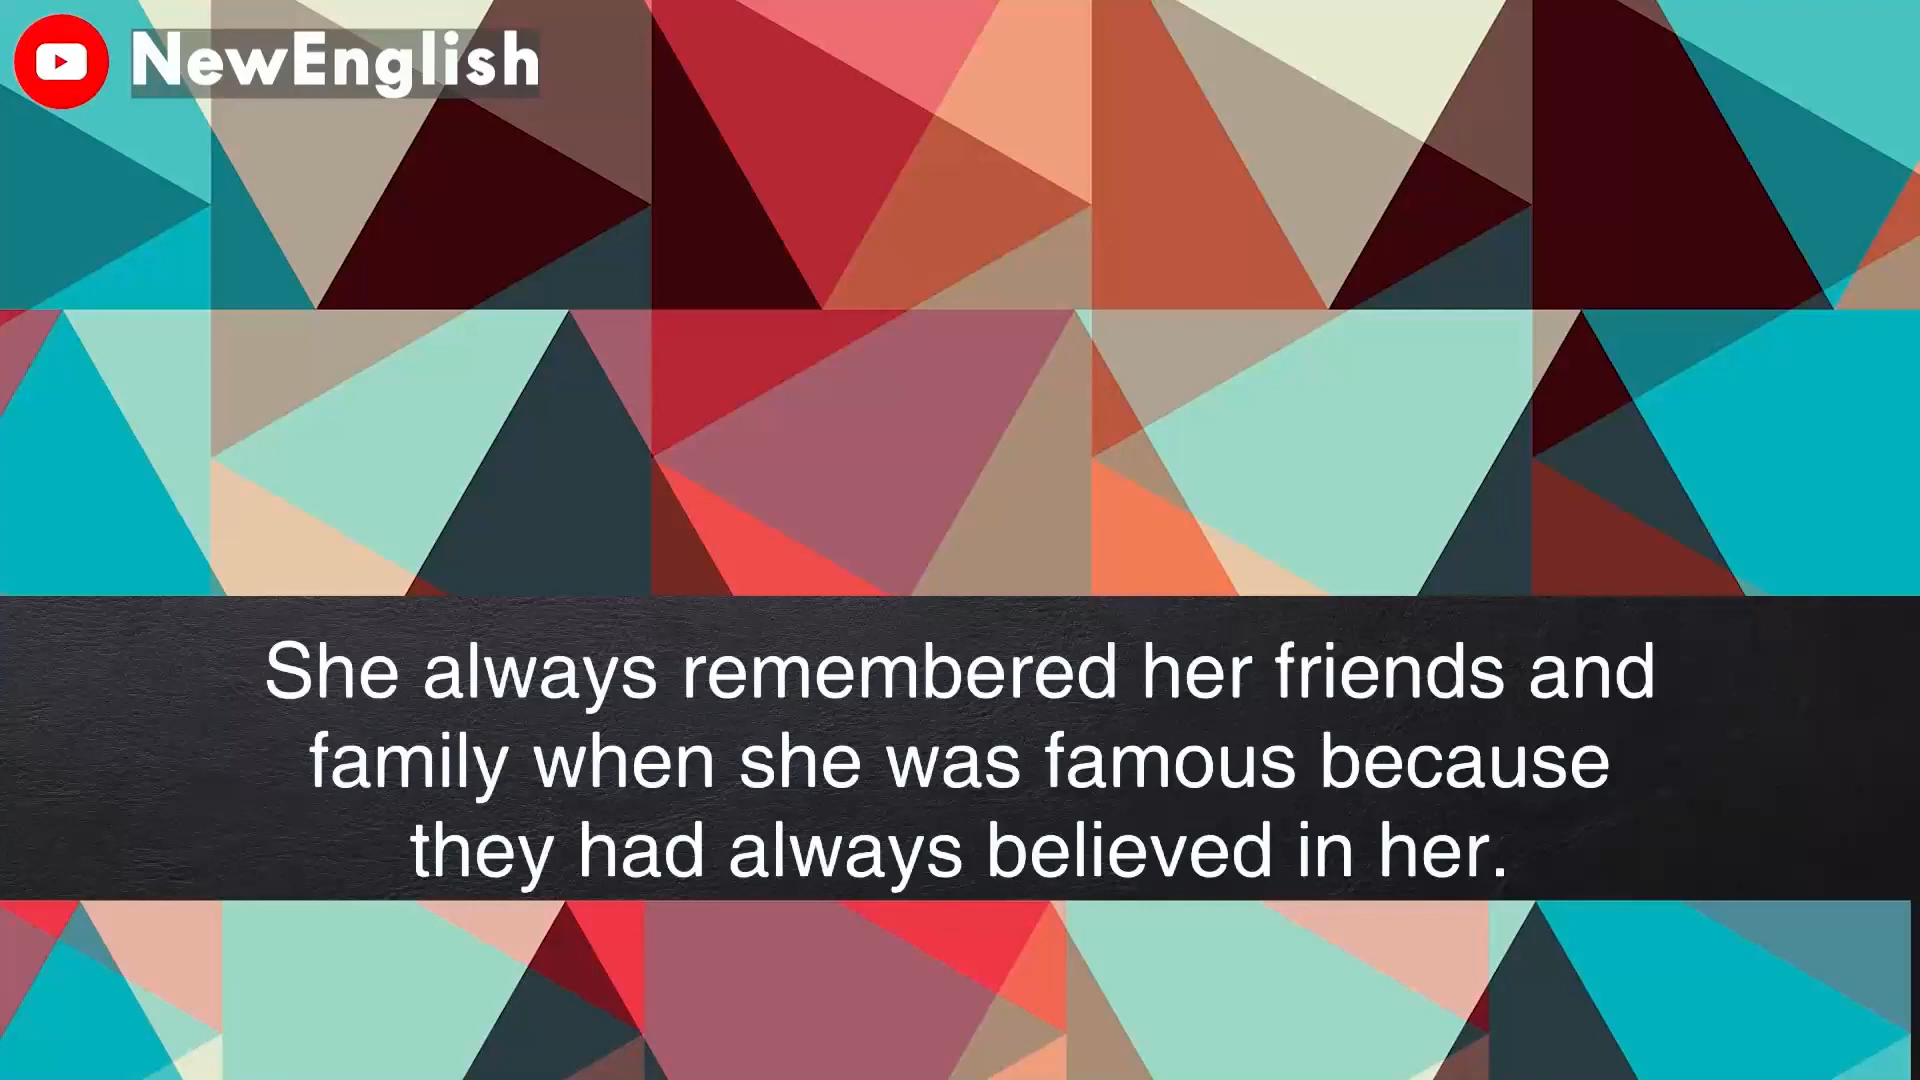 NewEnglish
She always remembered her friends and
family when she was famous because
they had always believed in her.